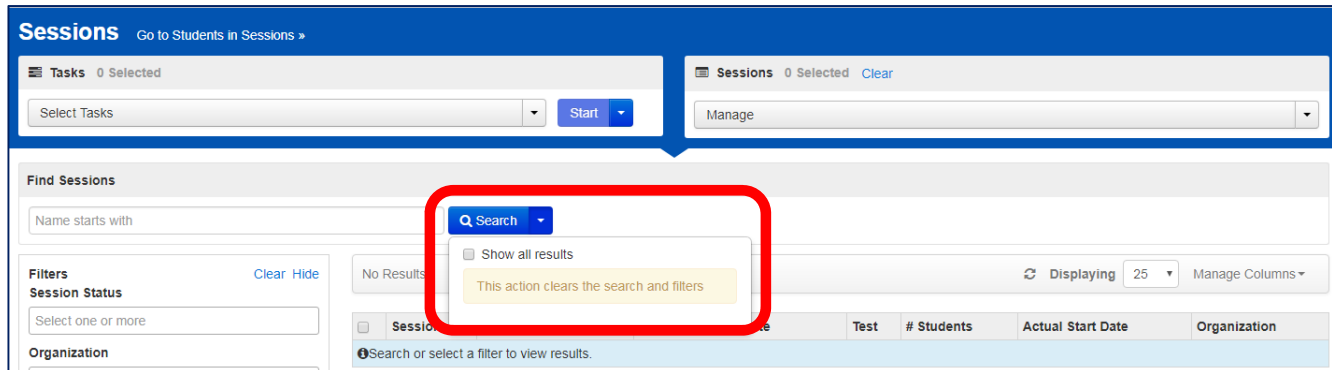 Sessions Go to Students in Sessions »
Tasks 0 Selected
Sessions 0 Selected Clear
Select Tasks
Start
Manage
Find Sessions
Name starts with
Search
Show all results
This action clears the search and filters
Filters Clear Hide
No Results
Displaying 25 Manage Columns
Session Status
Select one or more
Session Test # Students Actual Start Date Organization
Search or select a filter to view results.
Organization